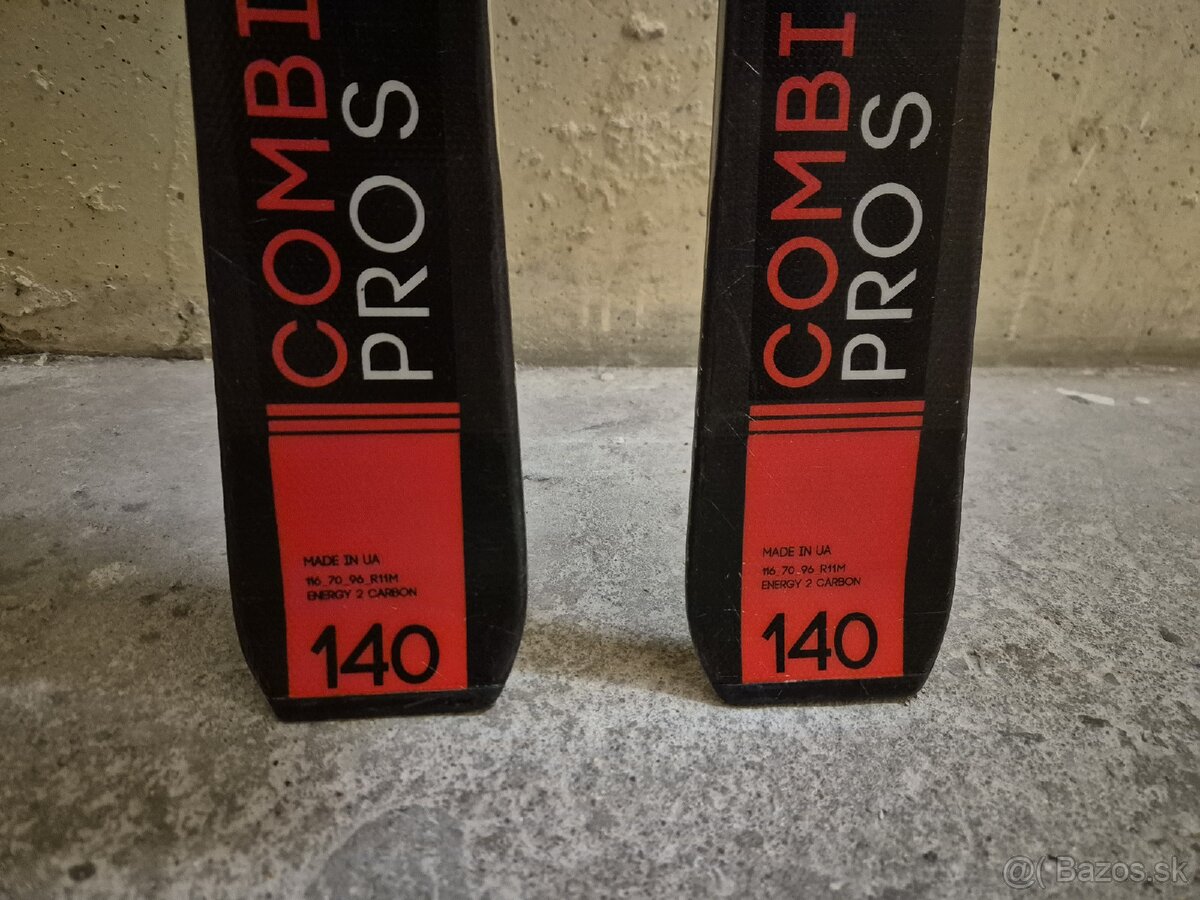 COMBI
PRO S
MADE IN UA
116_70_96_R11M
ENERGY 2 CARBON
140
COMBI
PRO S
MADE IN UA
116_70_96_R11M
ENERGY 2 CARBON
140
@( Bazos.sk